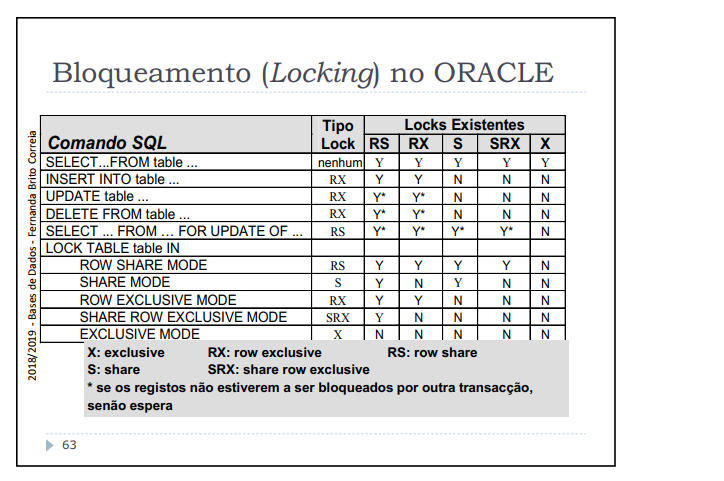 Bloqueamento (Locking) no ORACLE
2018/2019 - Bases de Dados - Fernanda Brito Correia
Tipo Locks Existentes
Comando SQL Lock RS RX S SRX X
SELECT...FROM table ... nenhum Y Y Y Y Y
INSERT INTO table ... RX Y Y N N N
UPDATE table ... RX Y* Y* N N N
DELETE FROM table ... RX Y* Y* N N N
SELECT ... FROM … FOR UPDATE OF ... RS Y* Y* Y* Y* N
LOCK TABLE table IN
ROW SHARE MODE RS Y Y Y Y N
SHARE MODE S Y N Y N N
ROW EXCLUSIVE MODE RX Y Y N N N
SHARE ROW EXCLUSIVE MODE SRX Y N N N N
EXCLUSIVE MODE X N N N N N
X: exclusive RX: row exclusive RS: row share
S: share SRX: share row exclusive
* se os registos não estiverem a ser bloqueados por outra transacção,
senão espera
63